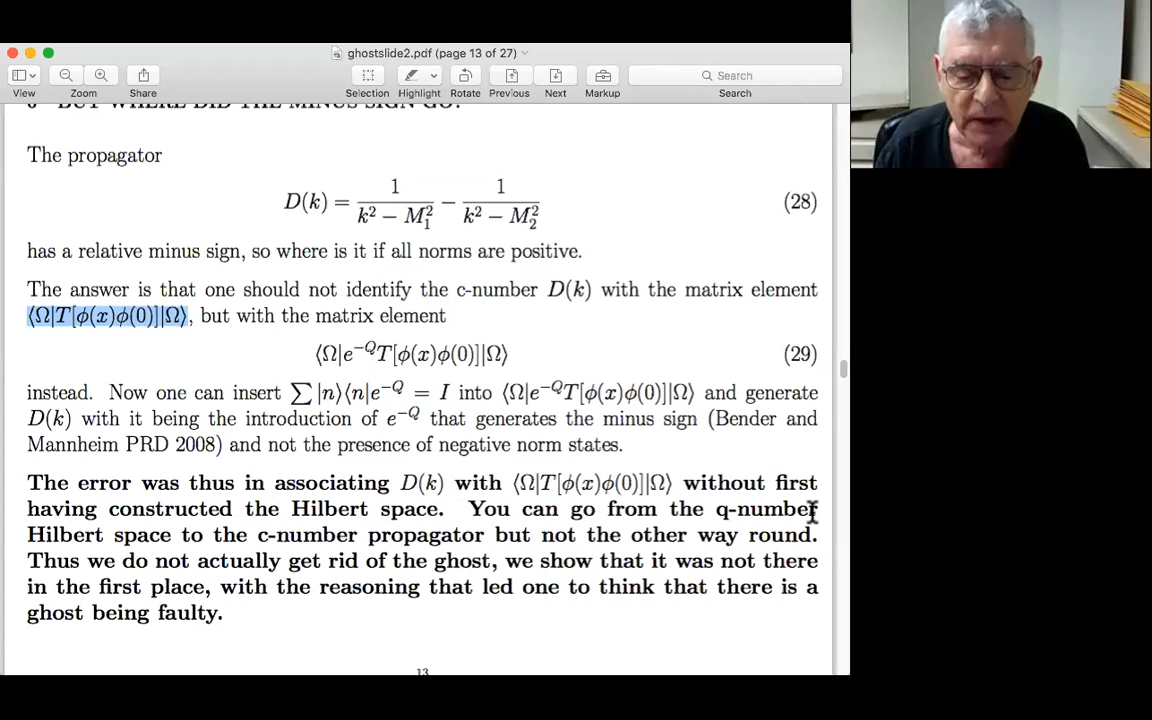 ghostslide2.pdf (page 13 of 27)
View
Zoom
Share
Selection
Highlight
Rotate
Previous
Next
Markup
Search
Search
BUT WHERE DID THE MINUS SIGN GO?
The propagator
D(k) = 1/(k² − M₁²) − 1/(k² − M₂²) (28)
has a relative minus sign, so where is it if all norms are positive.
The answer is that one should not identify the c-number D(k) with the matrix element
⟨Ω|T[ϕ(x)ϕ(0)]|Ω⟩, but with the matrix element
⟨Ω|e^{−Q}T[ϕ(x)ϕ(0)]|Ω⟩ (29)
instead. Now one can insert ∑ |n⟩⟨n|e^{−Q} = I into ⟨Ω|e^{−Q}T[ϕ(x)ϕ(0)]|Ω⟩ and generate
D(k) with it being the introduction of e^{−Q} that generates the minus sign (Bender and
Mannheim PRD 2008) and not the presence of negative norm states.
The error was thus in associating D(k) with ⟨Ω|T[ϕ(x)ϕ(0)]|Ω⟩ without first
having constructed the Hilbert space. You can go from the q-number
Hilbert space to the c-number propagator but not the other way round.
Thus we do not actually get rid of the ghost, we show that it was not there
in the first place, with the reasoning that led one to think that there is a
ghost being faulty.
13